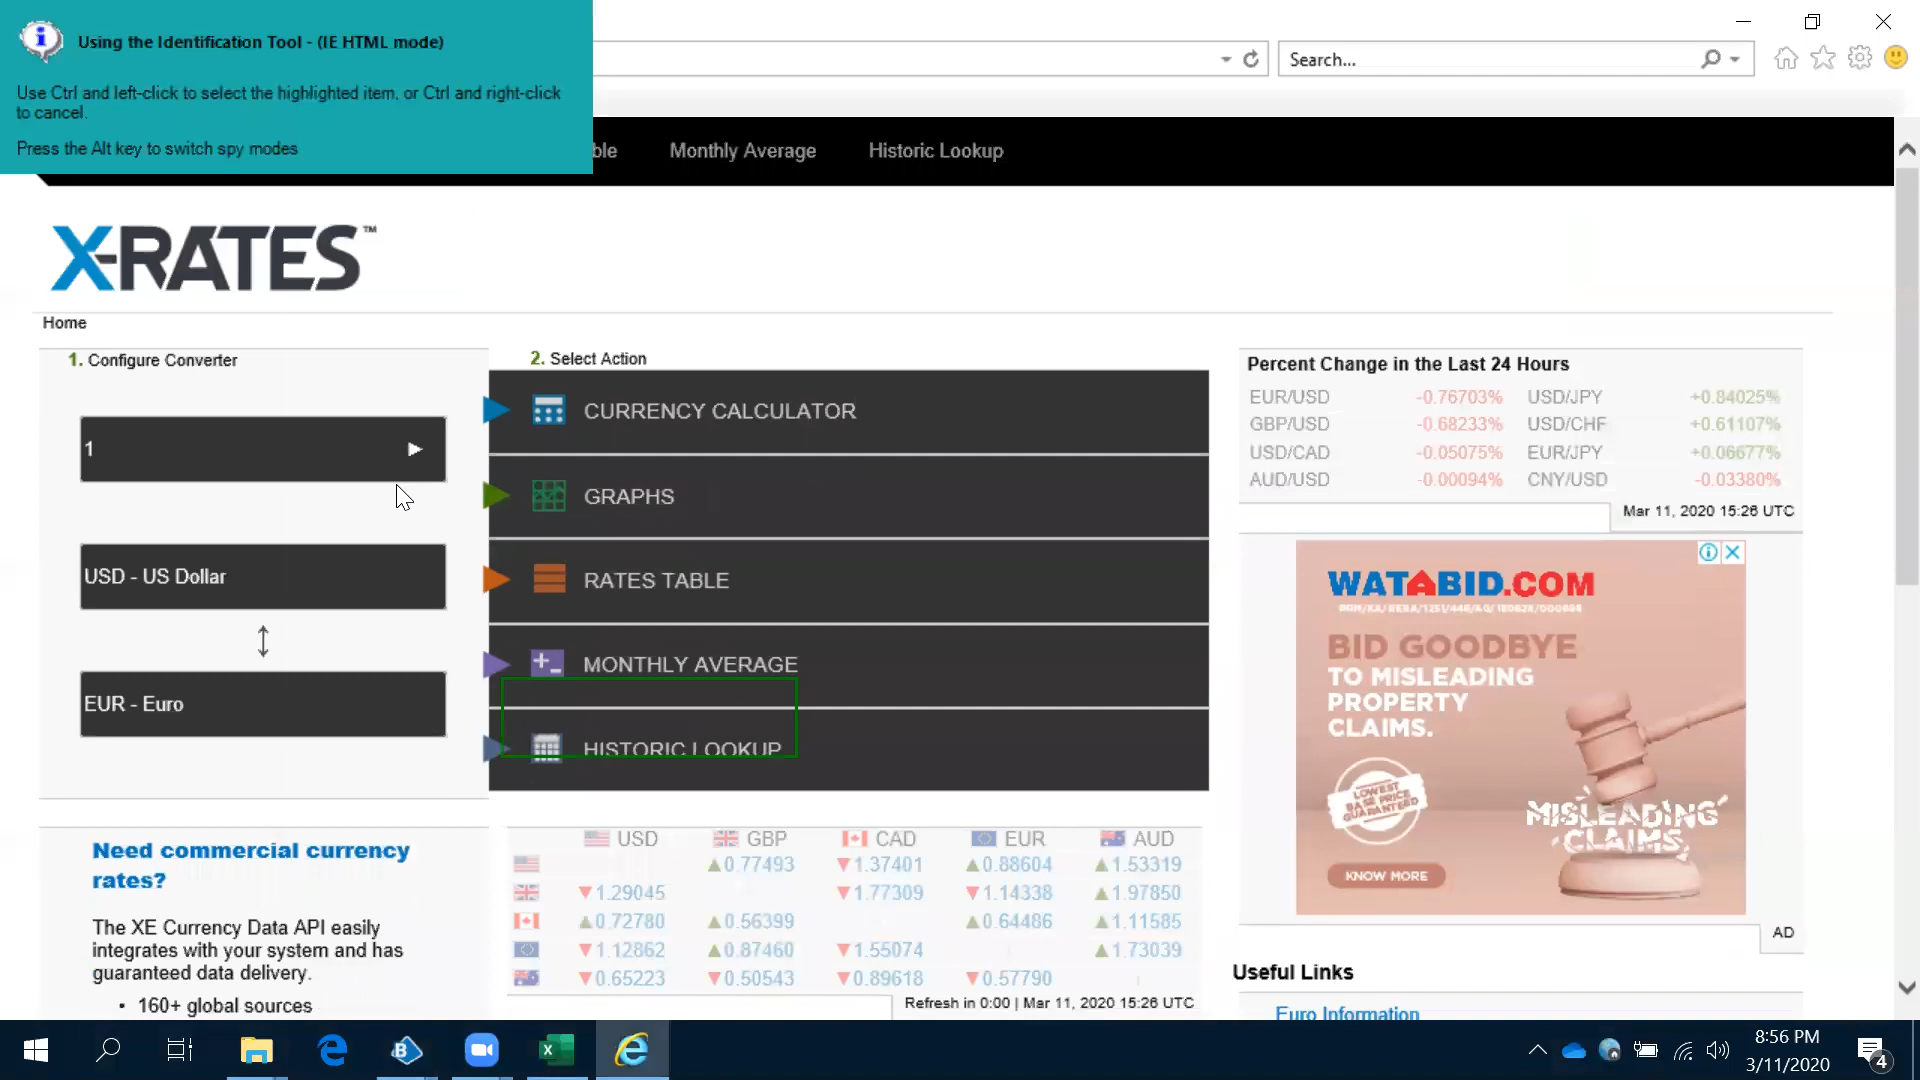 Using the Identification Tool - (IE HTML mode)
Use Ctrl and left-click to select the highlighted item, or Ctrl and right-click
to cancel.
Press the Alt key to switch spy modes
Search...
ble Monthly Average Historic Lookup
X-RATES™
Home
1. Configure Converter
1
USD - US Dollar
EUR - Euro
2. Select Action
CURRENCY CALCULATOR
GRAPHS
RATES TABLE
MONTHLY AVERAGE
HISTORIC LOOKUP
Percent Change in the Last 24 Hours
EUR/USD -0.76703% USD/JPY +0.84025%
GBP/USD -0.68233% USD/CHF +0.61107%
USD/CAD -0.05075% EUR/JPY +0.06677%
AUD/USD -0.00094% CNY/USD -0.03380%
Mar 11, 2020 15:26 UTC
WATABID.COM
BID GOODBYE
TO MISLEADING
PROPERTY
CLAIMS.
LOWEST
BASE PRICE
GUARANTEED
MISLEADING
CLAIMS.
KNOW MORE
AD
Need commercial currency
rates?
The XE Currency Data API easily
integrates with your system and has
guaranteed data delivery.
• 160+ global sources
USD GBP CAD EUR AUD
▲0.77493 ▼1.37401 ▲0.88604 ▲1.53319
▼1.29045 ▼1.77309 ▼1.14338 ▲1.97850
▲0.72780 ▲0.56399 ▲0.64486 ▲1.11585
▼1.12862 ▲0.87460 ▼1.55074 ▲1.73039
▼0.65223 ▼0.50543 ▼0.89618 ▼0.57790
Refresh in 0:00 | Mar 11, 2020 15:26 UTC
Useful Links
Euro Information
8:56 PM
3/11/2020
4